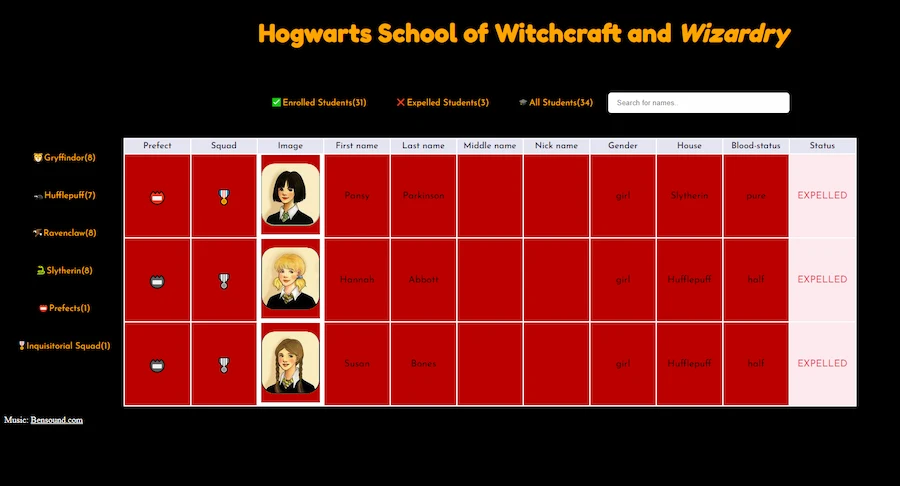 Hogwarts School of Witchcraft and Wizardry
✅ Enrolled Students(31) ❌ Expelled Students(3) 🎓 All Students(34) Search for names.
Prefect Squad Image First name Last name Middle name Nick name Gender House Blood-status Status
Gryffindor(8)
Hufflepuff(7)
Ravenclaw(8)
Slytherin(8)
Prefects(1)
Inquisitorial Squad(1)
Pansy Parkinson girl Slytherin pure EXPELLED
Hannah Abbott girl Hufflepuff half EXPELLED
Susan Bones girl Hufflepuff half EXPELLED
Music: Bensound.com